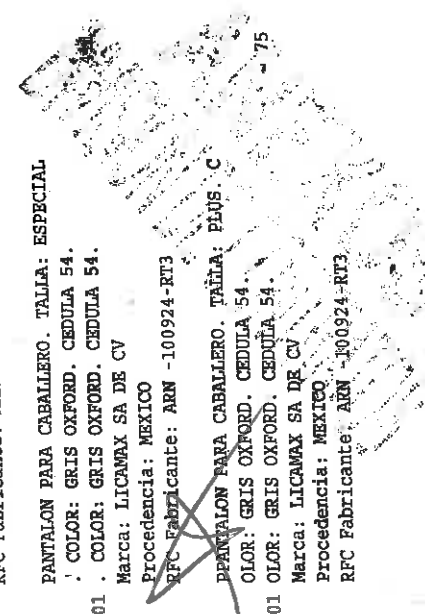 RFC Fabricante:
PANTALON PARA CABALLERO. TALLA: ESPECIAL
. COLOR: GRIS OXFORD. CEDULA 54.
01 . COLOR: GRIS OXFORD. CEDULA 54.
Marca: LICAMAX SA DE CV
Procedencia: MEXICO
RFC Fabricante: ARN -100924-RT3
PPANTALON PARA CABALLERO. TALLA: PLUS. C
OLOR: GRIS OXFORD. CEDULA 54. 75
01 OLOR: GRIS OXFORD. CEDULA 54.
Marca: LICAMAX SA DE CV
Procedencia: MEXICO
RFC Fabricante: ARN -100924-RT3